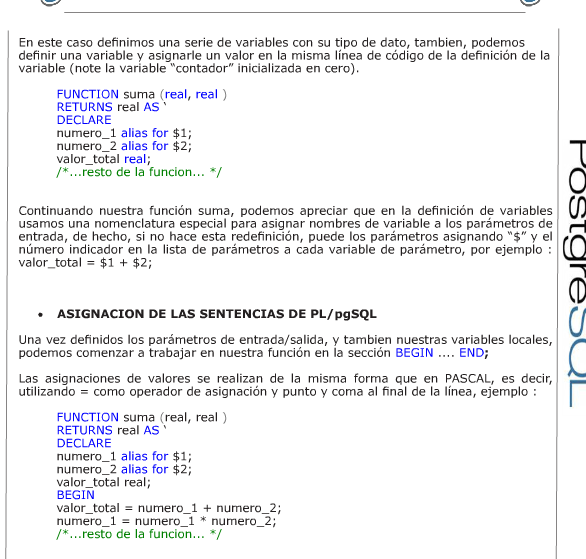 En este caso definimos una serie de variables con su tipo de dato, tambien, podemos
definir una variable y asignarle un valor en la misma línea de código de la definición de la
variable (note la variable “contador” inicializada en cero).
FUNCTION suma (real, real )
RETURNS real AS ‘
DECLARE
numero_1 alias for $1;
numero_2 alias for $2;
valor_total real;
/*...resto de la funcion... */
Continuando nuestra función suma, podemos apreciar que en la definición de variables
usamos una nomenclatura especial para asignar nombres de variable a los parámetros de
entrada, de hecho, si no hace esta redefinición, puede los parámetros asignando “$” y el
número indicador en la lista de parámetros a cada variable de parámetro, por ejemplo :
valor_total = $1 + $2;
• ASIGNACION DE LAS SENTENCIAS DE PL/pgSQL
Una vez definidos los parámetros de entrada/salida, y tambien nuestras variables locales,
podemos comenzar a trabajar en nuestra función en la sección BEGIN .... END;
Las asignaciones de valores se realizan de la misma forma que en PASCAL, es decir,
utilizando = como operador de asignación y punto y coma al final de la línea, ejemplo :
FUNCTION suma (real, real )
RETURNS real AS ‘
DECLARE
numero_1 alias for $1;
numero_2 alias for $2;
valor_total real;
BEGIN
valor_total = numero_1 + numero_2;
numero_1 = numero_1 * numero_2;
/*...resto de la funcion... */
PostgreSQL